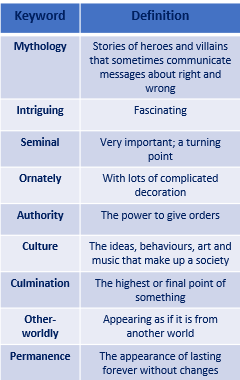 Keyword Definition
Mythology Stories of heroes and villains
that sometimes communicate
messages about right and
wrong
Intriguing Fascinating
Seminal Very important; a turning
point
Ornately With lots of complicated
decoration
Authority The power to give orders
Culture The ideas, behaviours, art and
music that make up a society
Culmination The highest or final point of
something
Other- Appearing as if it is from
worldly another world
Permanence The appearance of lasting
forever without changes